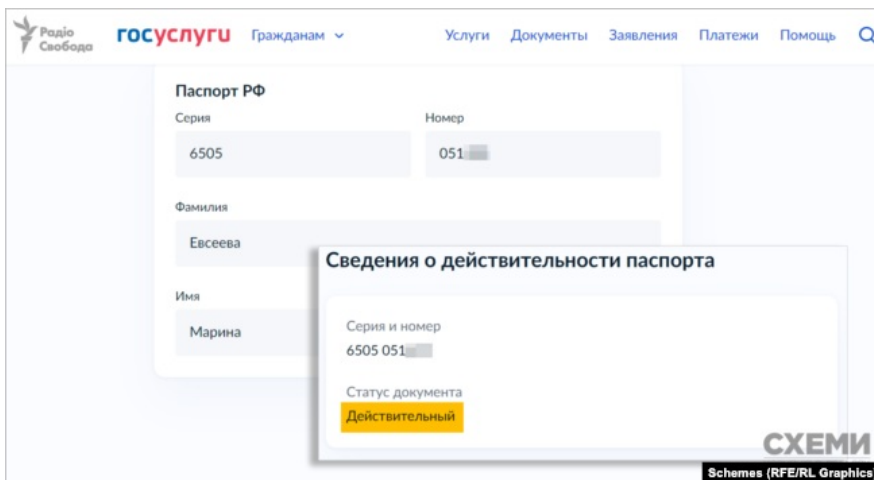 Радіо
Свобода
госуслуги Гражданам Услуги Документы Заявления Платежи Помощь
Паспорт РФ
Серия Номер
6505 051
Фамилия
Евсеева
Имя
Марина
Сведения о действительности паспорта
Серия и номер
6505 051
Статус документа
Действительный
СХЕМИ
Schemes (RFE/RL Graphics)